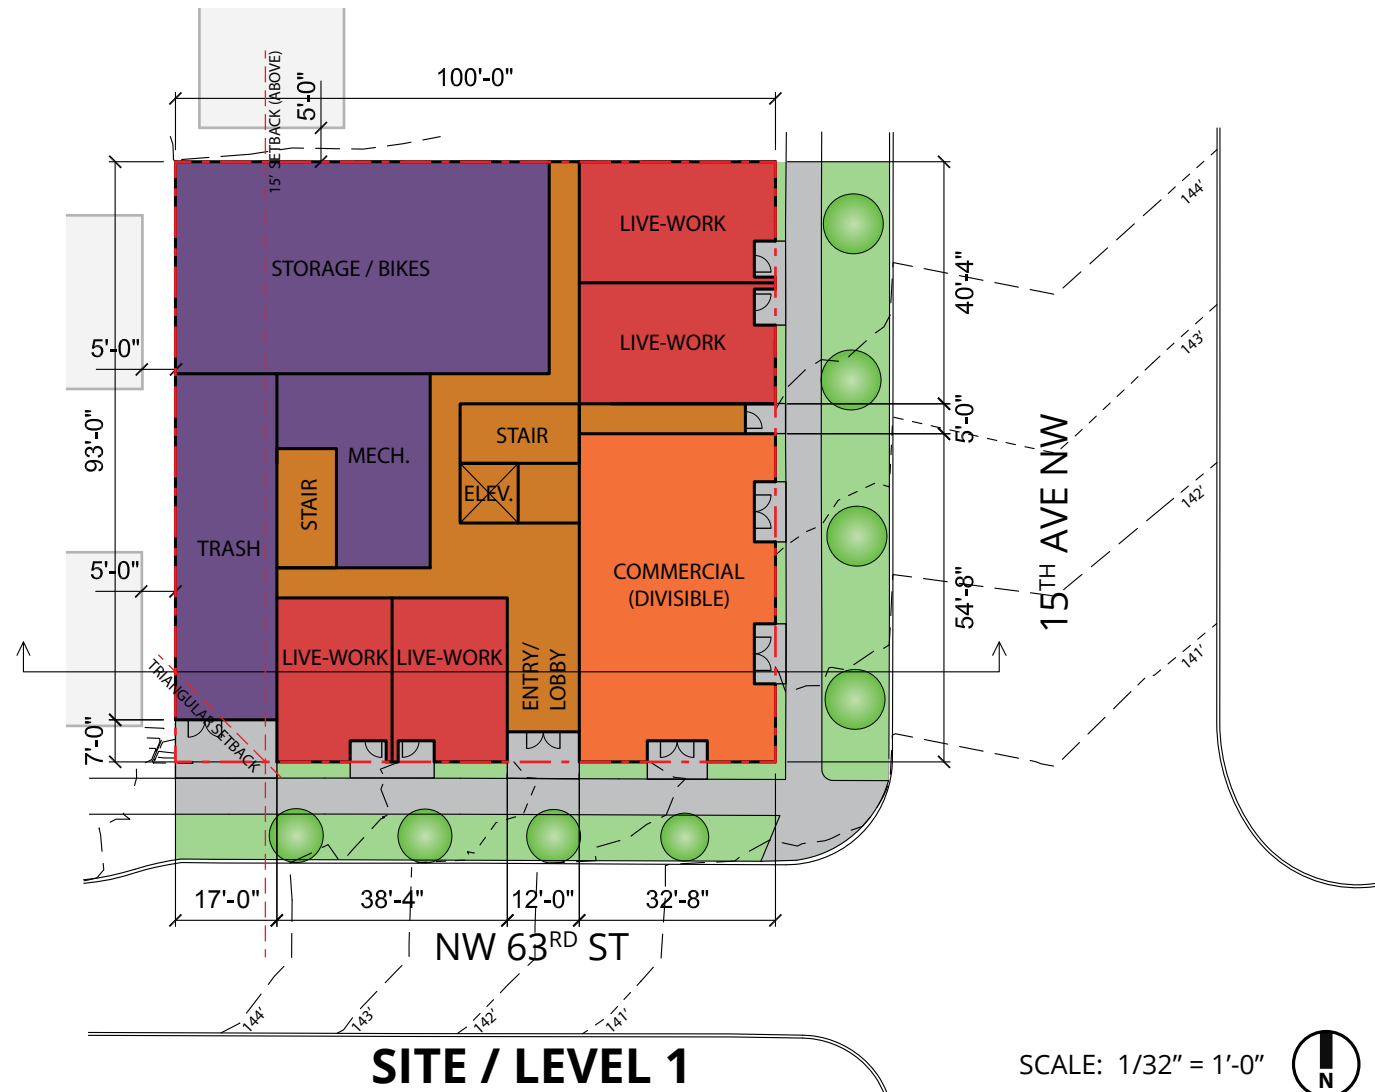 100'-0"
5'-0"
15' SETBACK (ABOVE)
LIVE-WORK
STORAGE / BIKES
40'-4"
144'
LIVE-WORK
143'
5'-0"
93'-0"
STAIR
5'-0"
MECH.
ELEV.
STAIR
142'
15TH AVE NW
TRASH
5'-0"
COMMERCIAL
(DIVISIBLE)
54'-8"
LIVE-WORK
LIVE-WORK
ENTRY/
LOBBY
141'
TRIANGULAR SETBACK
7'-0"
17'-0"
38'-4"
12'-0"
32'-8"
NW 63RD ST
144'
143'
142'
141'
SITE / LEVEL 1
SCALE: 1/32” = 1’-0”
N